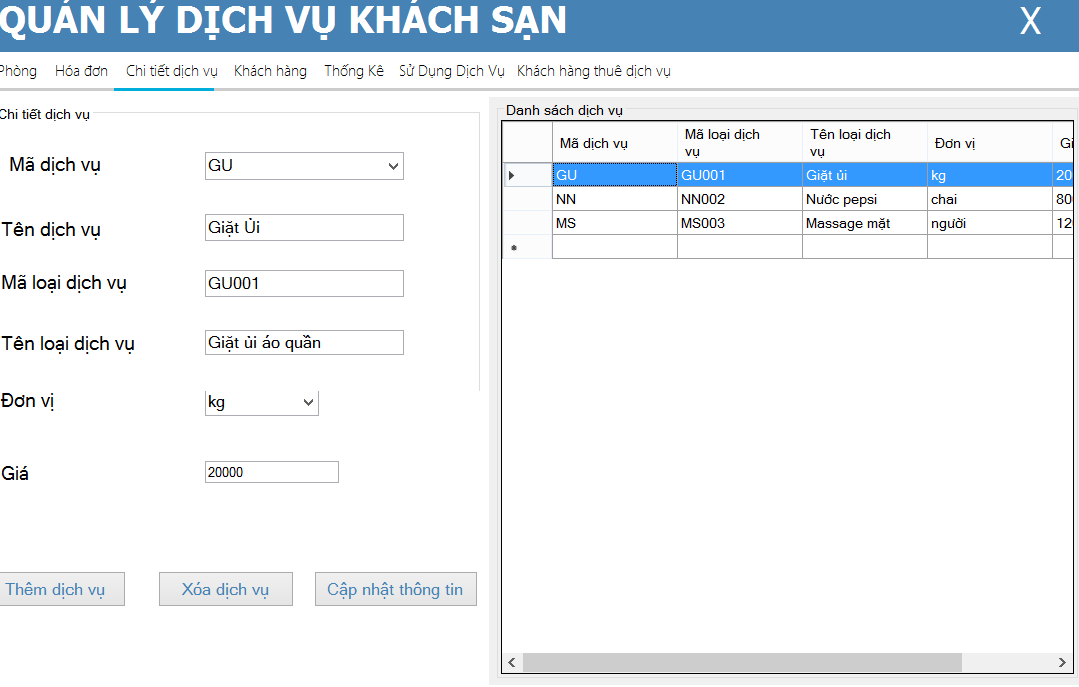 QUẢN LÝ DỊCH VỤ KHÁCH SẠN X
Phòng Hóa đơn Chi tiết dịch vụ Khách hàng Thống Kê Sử Dụng Dịch Vụ Khách hàng thuê dịch vụ
Chi tiết dịch vụ
Mã dịch vụ GU
Tên dịch vụ Giặt Ủi
Mã loại dịch vụ GU001
Tên loại dịch vụ Giặt ủi áo quần
Đơn vị kg
Giá 20000
Thêm dịch vụ Xóa dịch vụ Cập nhật thông tin
Danh sách dịch vụ
Mã dịch vụ Mã loại dịch vụ Tên loại dịch vụ Đơn vị Gi
GU GU001 Giặt ủi kg 20
NN NN002 Nước pepsi chai 80
MS MS003 Massage mặt người 12